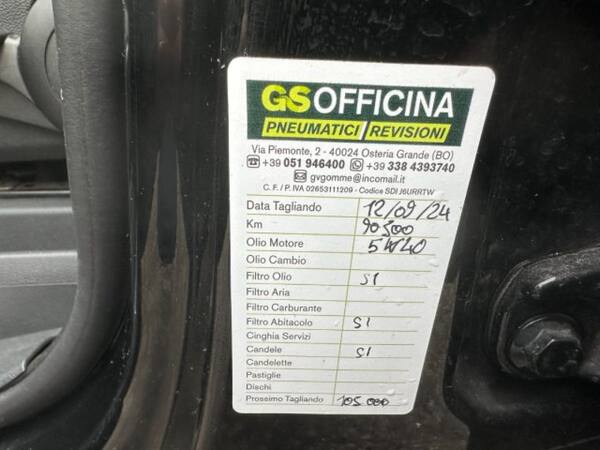 GS OFFICINA
PNEUMATICI/REVISIONI
Via Piemonte, 2 - 40024 Osteria Grande (BO)
+39 051 946400 +39 338 4393740
gvgomme@incomail.it
C. F. / P. IVA 02653111209 - Codice SDI J6URRTW
Data Tagliando 12/09/24
Km 90500
Olio Motore 5W40
Olio Cambio
Filtro Olio SI
Filtro Aria
Filtro Carburante
Filtro Abitacolo SI
Cinghia Servizi
Candele SI
Candelette
Pastiglie
Dischi
Prossimo Tagliando 105.000